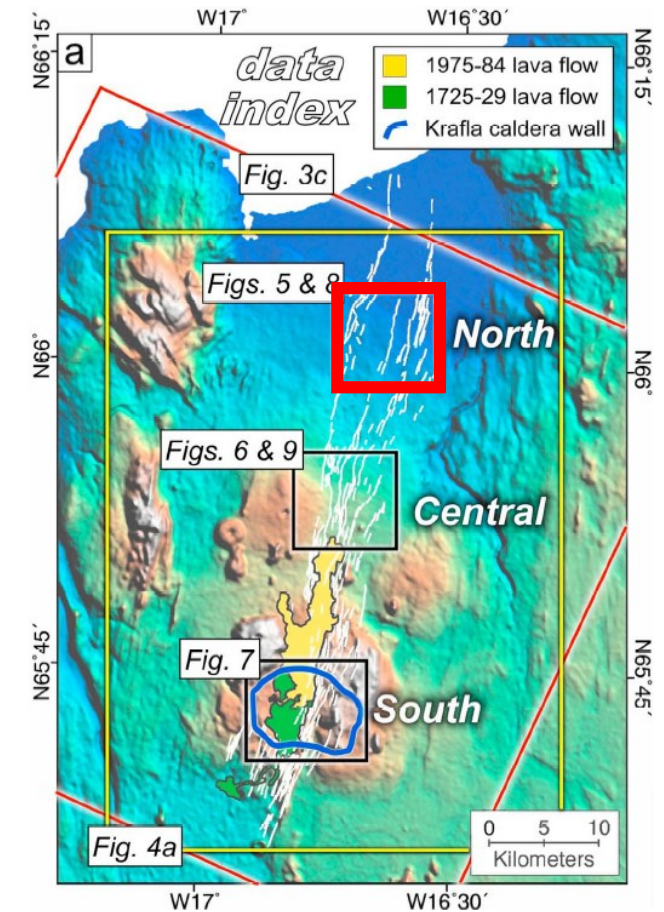 W17˚
W16˚30'
N66˚15'
N66˚15'
a
data
index
1975-84 lava flow
1725-29 lava flow
Krafla caldera wall
Fig. 3c
Figs. 5 & 8
North
N66˚
N66˚
Figs. 6 & 9
Central
N65˚45'
N65˚45'
Fig. 7
South
Fig. 4a
0 5 10
Kilometers
W17˚
W16˚30'